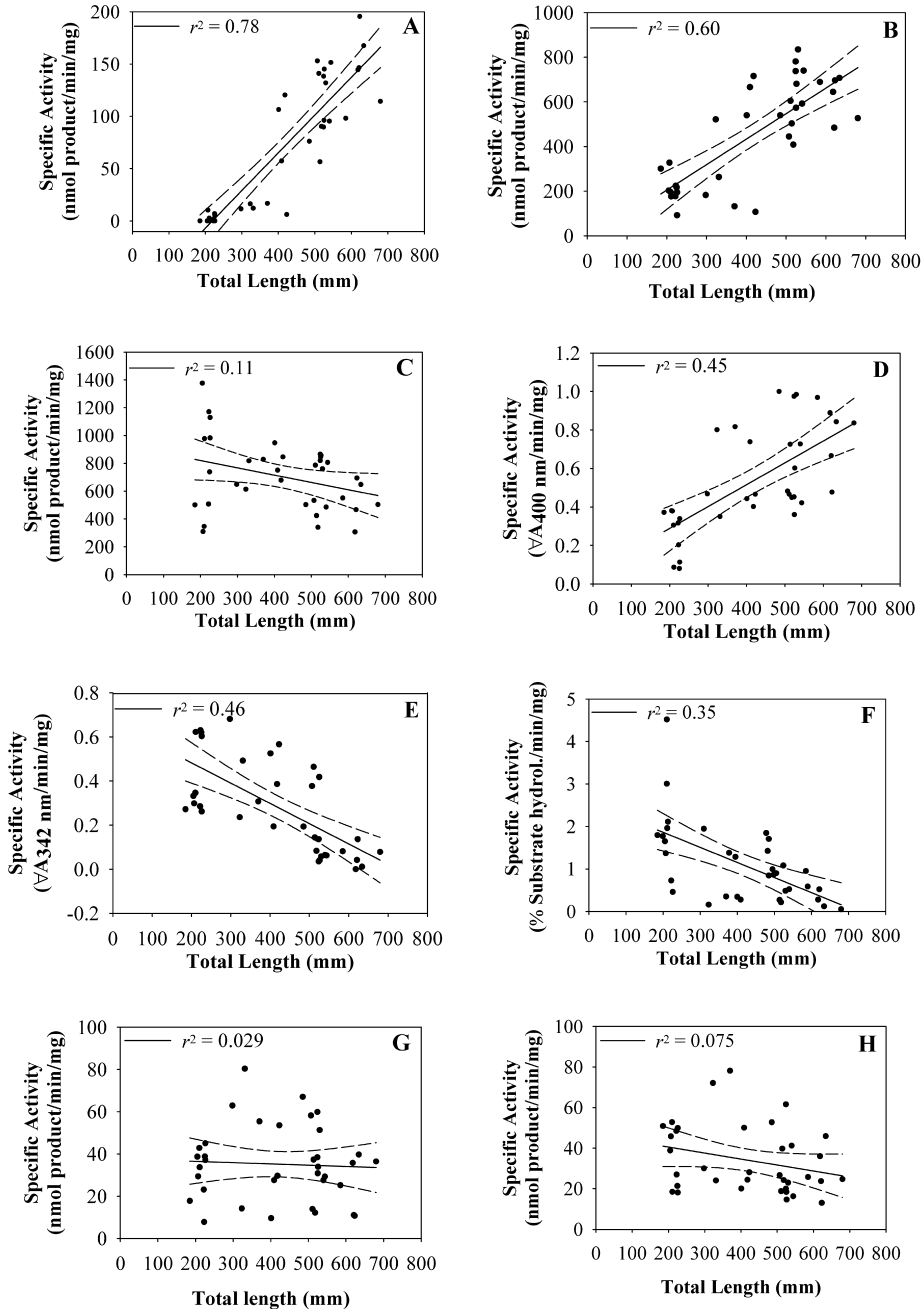 r² = 0.78
A
Specific Activity
(nmol product/min/mg)
200
150
100
50
0
0 100 200 300 400 500 600 700 800
Total Length (mm)
r² = 0.60
B
Specific Activity
(nmol product/min/mg)
1000
800
600
400
200
0
0 100 200 300 400 500 600 700 800
Total Length (mm)
r² = 0.11
C
Specific Activity
(nmol product/min/mg)
1600
1400
1200
1000
800
600
400
200
0
0 100 200 300 400 500 600 700 800
Total Length (mm)
r² = 0.45
D
Specific Activity
(∀A400 nm/min/mg)
1.2
1.0
0.8
0.6
0.4
0.2
0.0
0 100 200 300 400 500 600 700 800
Total Length (mm)
r² = 0.46
E
Specific Activity
(∀A342 nm/min/mg)
0.8
0.6
0.4
0.2
0.0
-0.2
0 100 200 300 400 500 600 700 800
Total Length (mm)
r² = 0.35
F
Specific Activity
(% Substrate hydrol./min/mg)
5
4
3
2
1
0
0 100 200 300 400 500 600 700 800
Total Length (mm)
r² = 0.029
G
Specific Activity
(nmol product/min/mg)
100
80
60
40
20
0
0 100 200 300 400 500 600 700 800
Total length (mm)
r² = 0.075
H
Specific Activity
(nmol product/min/mg)
100
80
60
40
20
0
0 100 200 300 400 500 600 700 800
Total Length (mm)